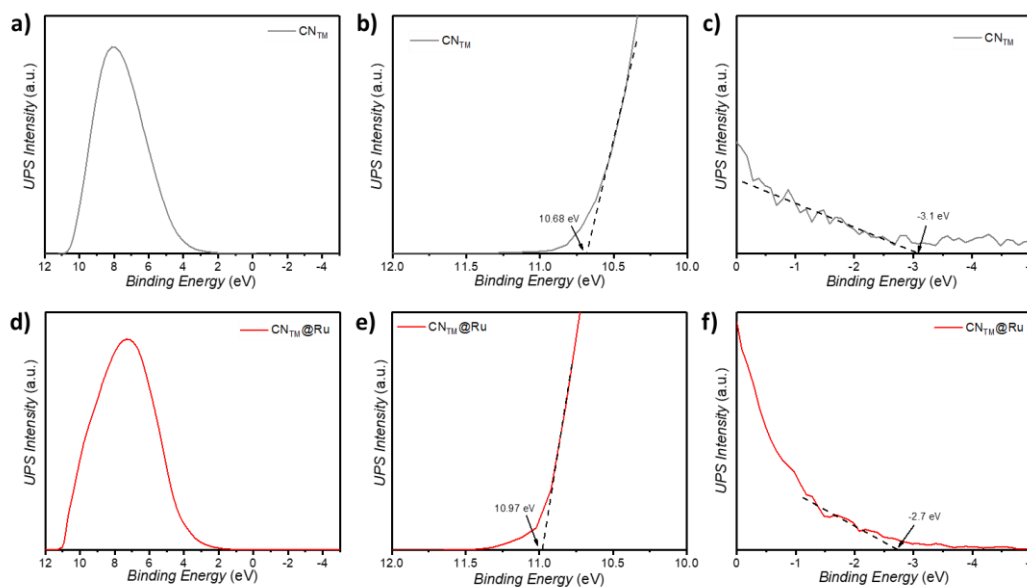 a)
CNTM
UPS Intensity (a.u.)
12 10 8 6 4 2 0 -2 -4
Binding Energy (eV)
b)
CNTM
UPS Intensity (a.u.)
10.68 eV
12.0 11.5 11.0 10.5 10.0
Binding Energy (eV)
c)
CNTM
UPS Intensity (a.u.)
-3.1 eV
0 -1 -2 -3 -4
Binding Energy (eV)
d)
CNTM@Ru
UPS Intensity (a.u.)
12 10 8 6 4 2 0 -2 -4
Binding Energy (eV)
e)
CNTM@Ru
UPS Intensity (a.u.)
10.97 eV
12.0 11.5 11.0 10.5 10.0
Binding Energy (eV)
f)
CNTM@Ru
UPS Intensity (a.u.)
-2.7 eV
0 -1 -2 -3 -4
Binding Energy (eV)